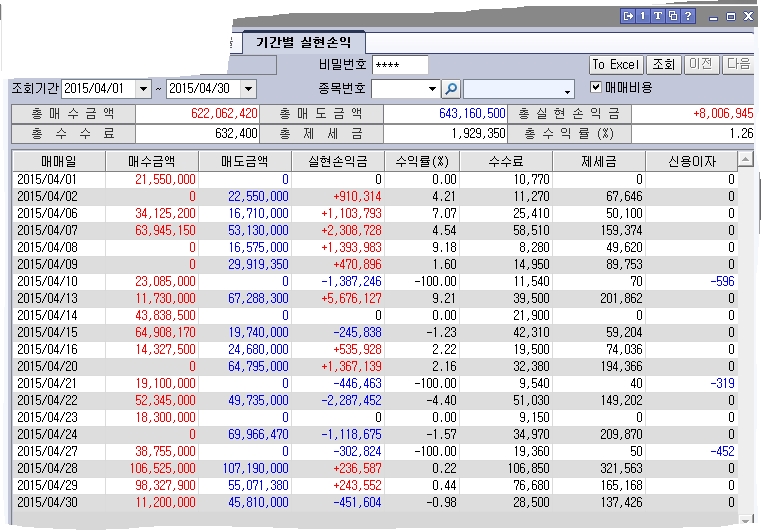 1 T ?
기간별 실현손익
비밀번호 **** To Excel 조회 이전 다음
조회기간 2015/04/01 ~ 2015/04/30 종목번호 매매비용
총 매 수 금 액 622,062,420 총 매 도 금 액 643,160,500 총 실 현 손 익 금 +8,006,945
총 수 수 료 632,400 총 제 세 금 1,929,350 총 수 익 률 (%) 1.26
매매일 매수금액 매도금액 실현손익금 수익률(%) 수수료 제세금 신용이자
2015/04/01 21,550,000 0 0 0.00 10,770 0 0
2015/04/02 0 22,550,000 +910,314 4.21 11,270 67,646 0
2015/04/06 34,125,200 16,710,000 +1,103,793 7.07 25,410 50,100 0
2015/04/07 63,945,150 53,130,000 +2,308,728 4.54 58,510 159,374 0
2015/04/08 0 16,575,000 +1,393,983 9.18 8,280 49,620 0
2015/04/09 0 29,919,350 +470,896 1.60 14,950 89,753 0
2015/04/10 23,085,000 0 -1,387,246 -100.00 11,540 70 -596
2015/04/13 11,730,000 67,288,300 +5,676,127 9.21 39,500 201,862 0
2015/04/14 43,838,500 0 0 0.00 21,900 0 0
2015/04/15 64,908,170 19,740,000 -245,838 -1.23 42,310 59,204 0
2015/04/16 14,327,500 24,680,000 +535,928 2.22 19,500 74,036 0
2015/04/20 0 64,795,000 +1,367,139 2.16 32,380 194,366 0
2015/04/21 19,100,000 0 -446,463 -100.00 9,540 40 -319
2015/04/22 52,345,000 49,735,000 -2,287,452 -4.40 51,030 149,202 0
2015/04/23 18,300,000 0 0 0.00 9,150 0 0
2015/04/24 0 69,966,470 -1,118,675 -1.57 34,970 209,870 0
2015/04/27 38,755,000 0 -302,824 -100.00 19,360 50 -452
2015/04/28 106,525,000 107,190,000 +236,587 0.22 106,850 321,563 0
2015/04/29 98,327,900 55,071,380 +243,552 0.44 76,680 165,168 0
2015/04/30 11,200,000 45,810,000 -451,604 -0.98 28,500 137,426 0